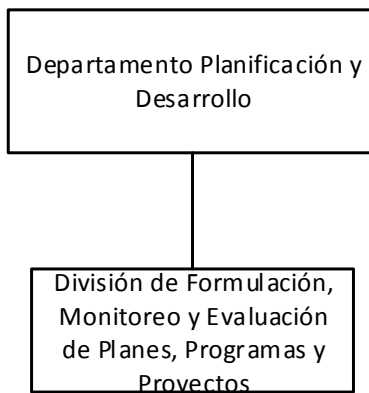 Departamento Planificación y
Desarrollo
División de Formulación,
Monitoreo y Evaluación
de Planes, Programas y
Proyectos